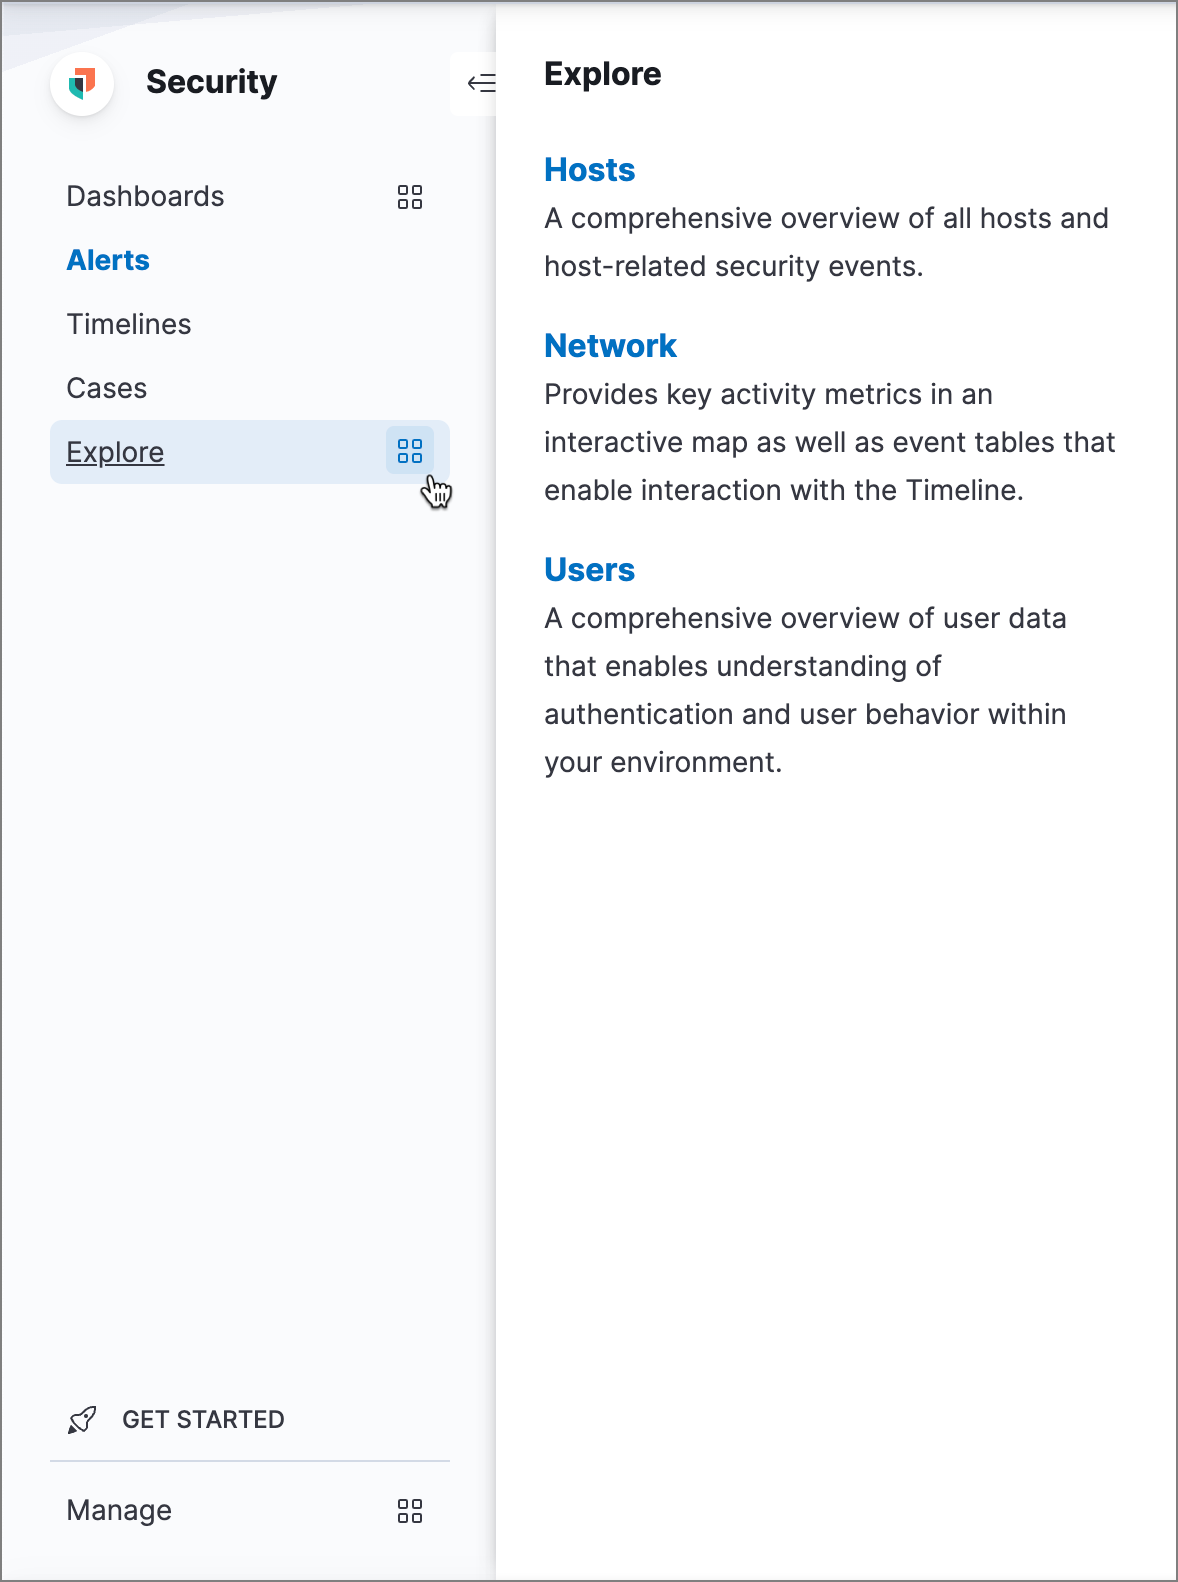 Security
Dashboards
Alerts
Timelines
Cases
Explore
GET STARTED
Manage
Explore
Hosts
A comprehensive overview of all hosts and
host-related security events.
Network
Provides key activity metrics in an
interactive map as well as event tables that
enable interaction with the Timeline.
Users
A comprehensive overview of user data
that enables understanding of
authentication and user behavior within
your environment.